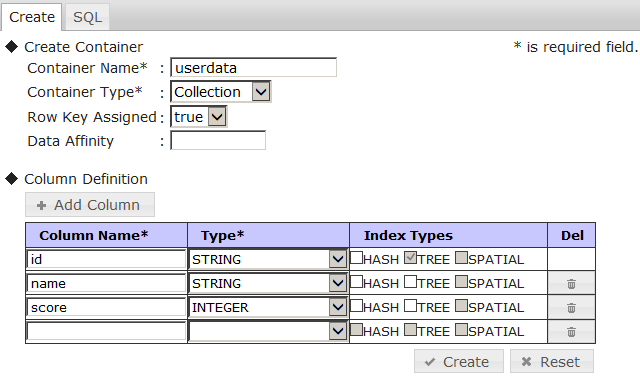 Create SQL
Create Container * is required field.
Container Name* : userdata
Container Type* : Collection
Row Key Assigned : true
Data Affinity :
Column Definition
+ Add Column
Column Name* Type* Index Types Del
id STRING HASH TREE SPATIAL
name STRING HASH TREE SPATIAL
score INTEGER HASH TREE SPATIAL
HASH TREE SPATIAL
Create Reset